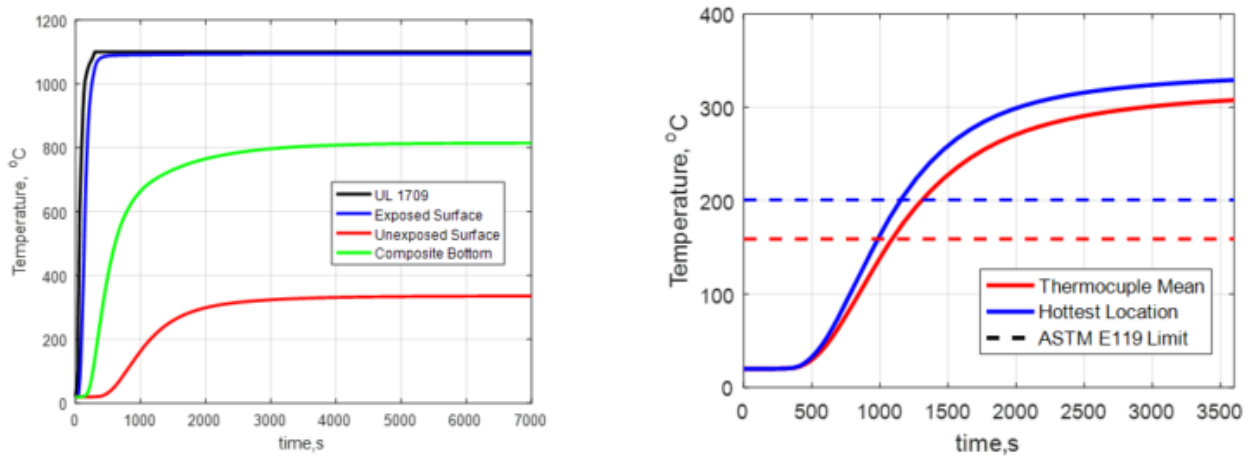 1200
1000
800
600
400
200
0
Temperature, °C
0 1000 2000 3000 4000 5000 6000 7000
time,s
UL 1709
Exposed Surface
Unexposed Surface
Composite Bottom
400
300
200
100
0
Temperature, °C
0 500 1000 1500 2000 2500 3000 3500
time,s
Thermocuple Mean
Hottest Location
ASTM E119 Limit